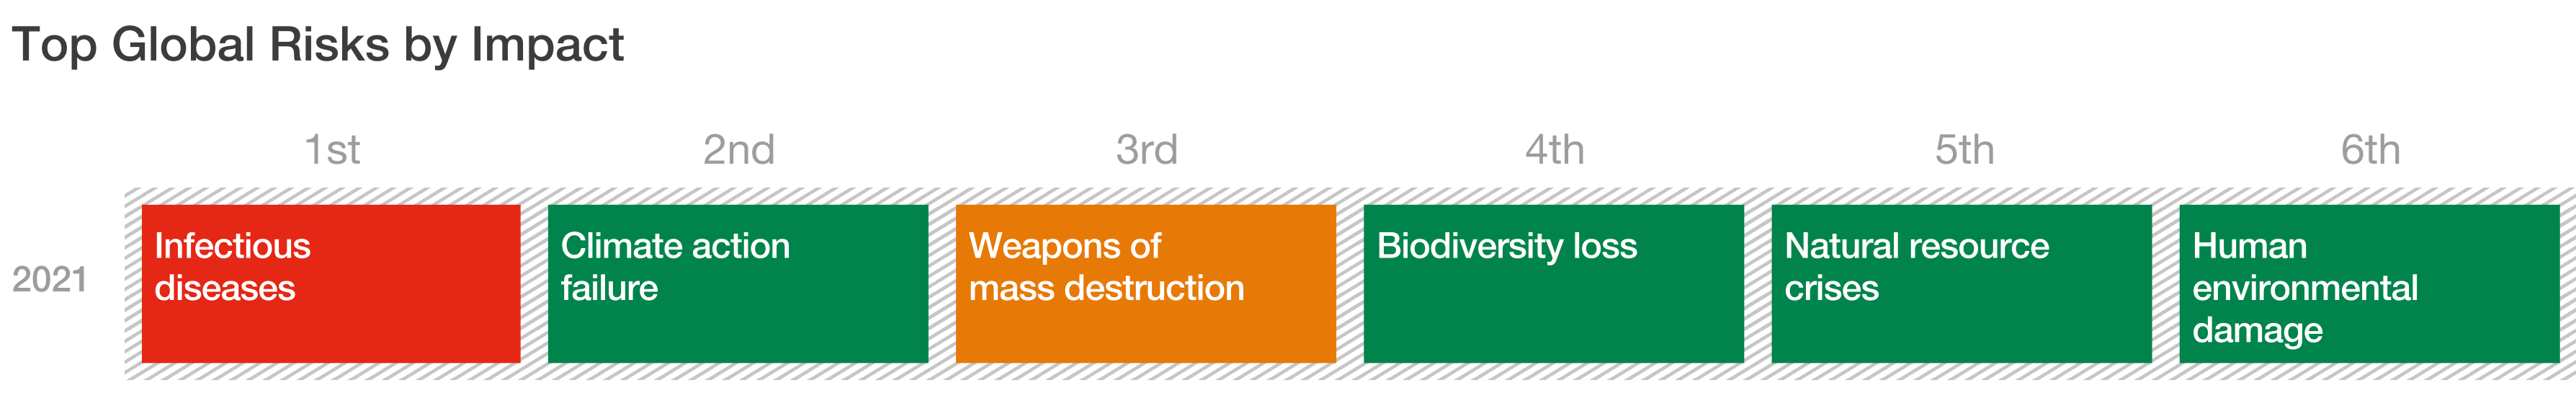 Top Global Risks by Impact
1st
2nd
3rd
4th
5th
6th
2021
Infectious
diseases
Climate action
failure
Weapons of
mass destruction
Biodiversity loss
Natural resource
crises
Human
environmental
damage